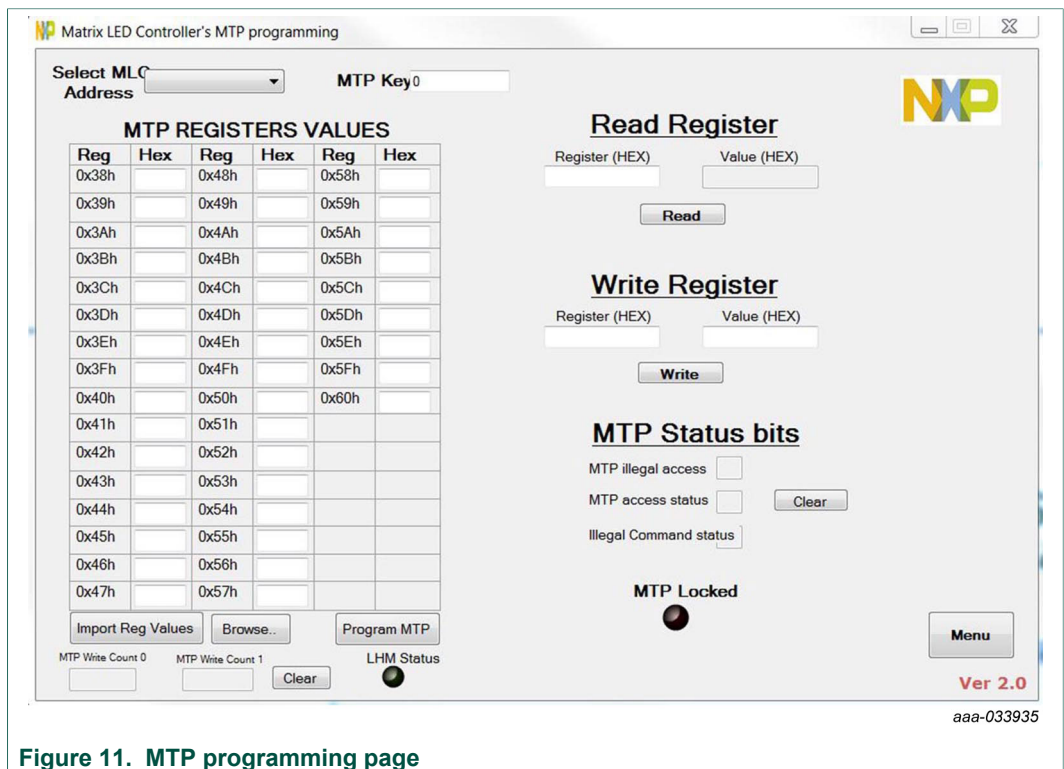 NXP Matrix LED Controller's MTP programming
Select MLC
Address
MTP Key 0
NXP
MTP REGISTERS VALUES
Reg Hex Reg Hex Reg Hex
0x38h 0x48h 0x58h
0x39h 0x49h 0x59h
0x3Ah 0x4Ah 0x5Ah
0x3Bh 0x4Bh 0x5Bh
0x3Ch 0x4Ch 0x5Ch
0x3Dh 0x4Dh 0x5Dh
0x3Eh 0x4Eh 0x5Eh
0x3Fh 0x4Fh 0x5Fh
0x40h 0x50h 0x60h
0x41h 0x51h
0x42h 0x52h
0x43h 0x53h
0x44h 0x54h
0x45h 0x55h
0x46h 0x56h
0x47h 0x57h
Import Reg Values Browse.. Program MTP
MTP Write Count 0 MTP Write Count 1 LHM Status
Clear
Read Register
Register (HEX) Value (HEX)
Read
Write Register
Register (HEX) Value (HEX)
Write
MTP Status bits
MTP illegal access
MTP access status Clear
Illegal Command status
MTP Locked
Menu
Ver 2.0
aaa-033935
Figure 11. MTP programming page